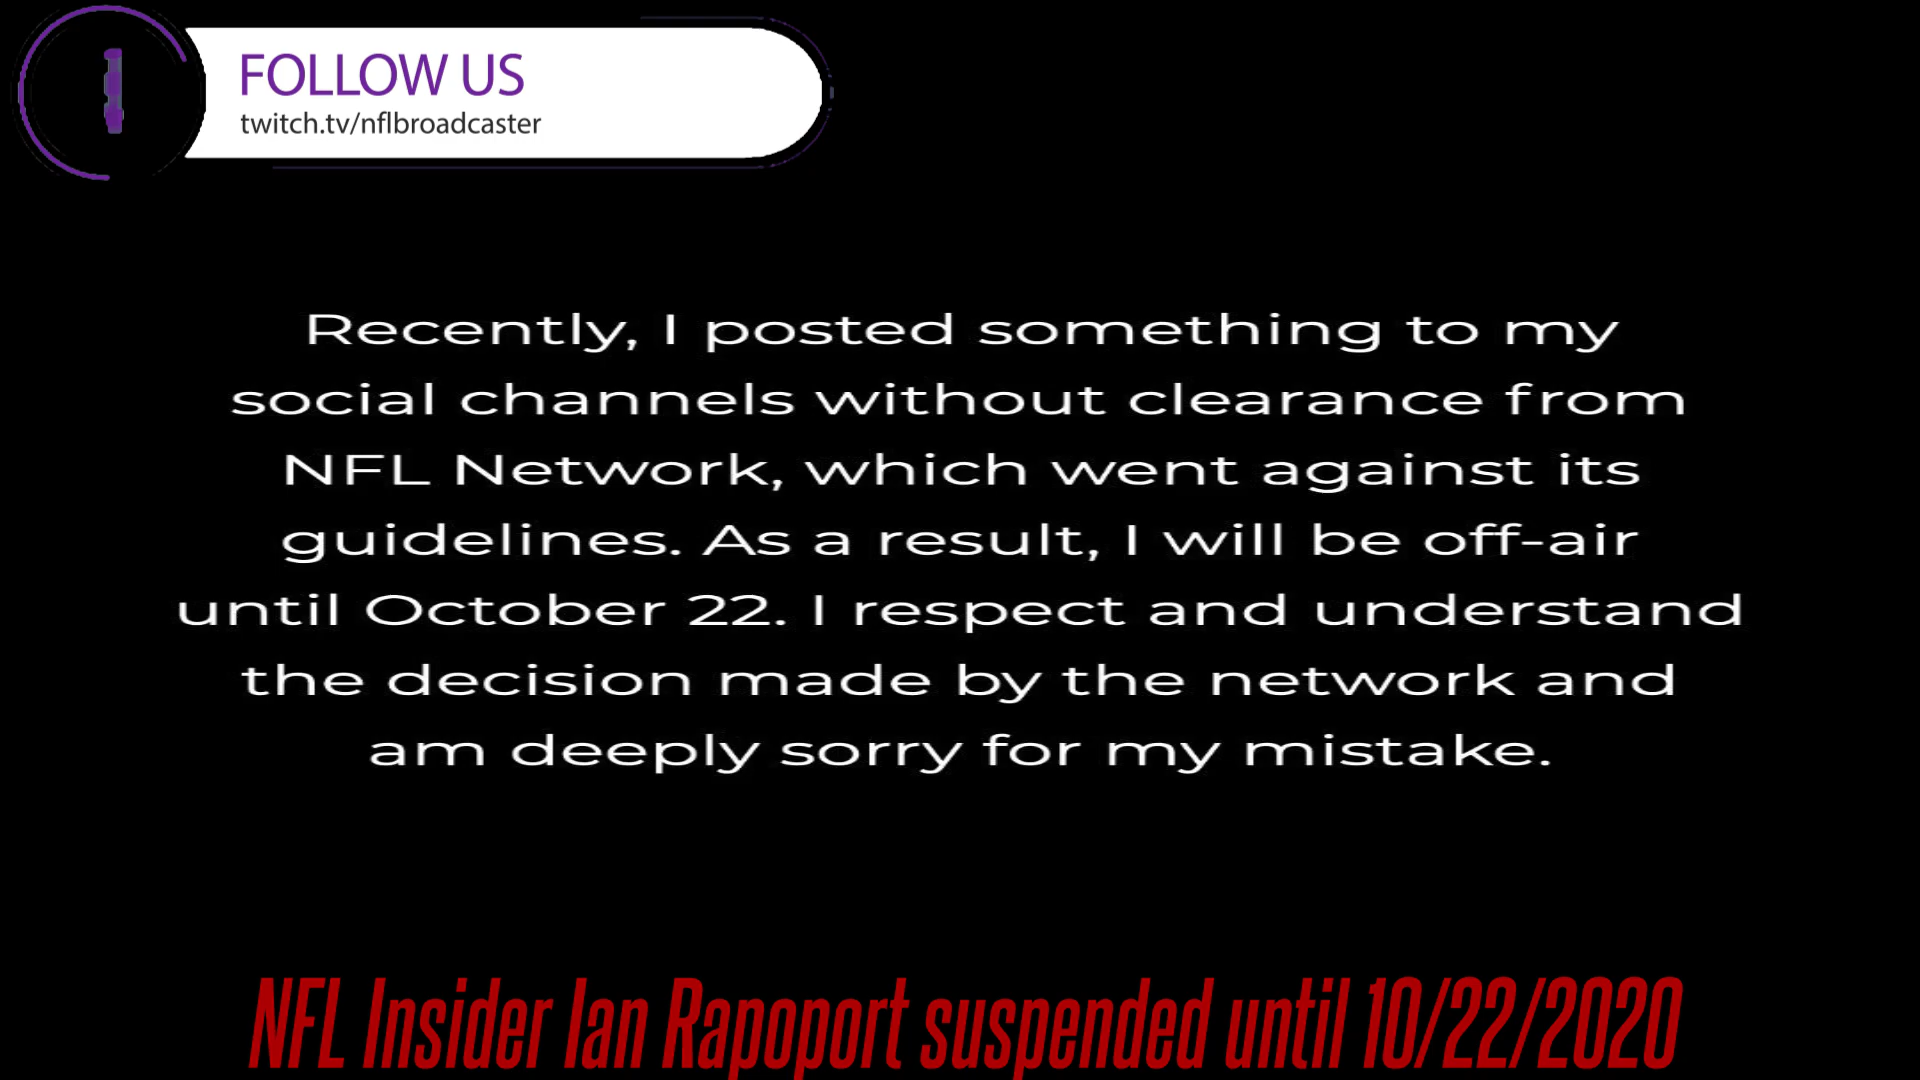 FOLLOW US
twitch.tv/nflbroadcaster
Recently, I posted something to my
social channels without clearance from
NFL Network, which went against its
guidelines. As a result, I will be off-air
until October 22. I respect and understand
the decision made by the network and
am deeply sorry for my mistake.
NFL Insider Ian Rapoport suspended until 10/22/2020